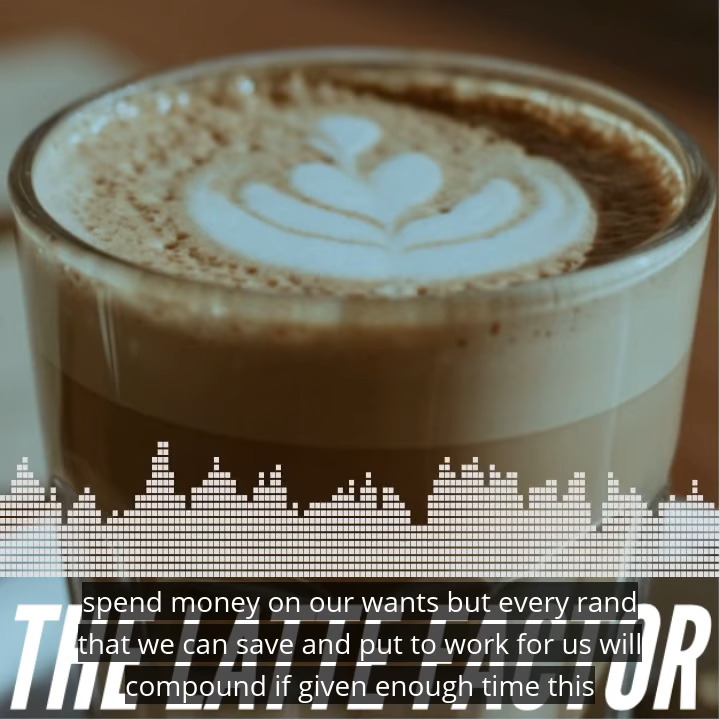 spend money on our wants but every rand
that we can save and put to work for us will
compound if given enough time this
THE LATTE FACTOR